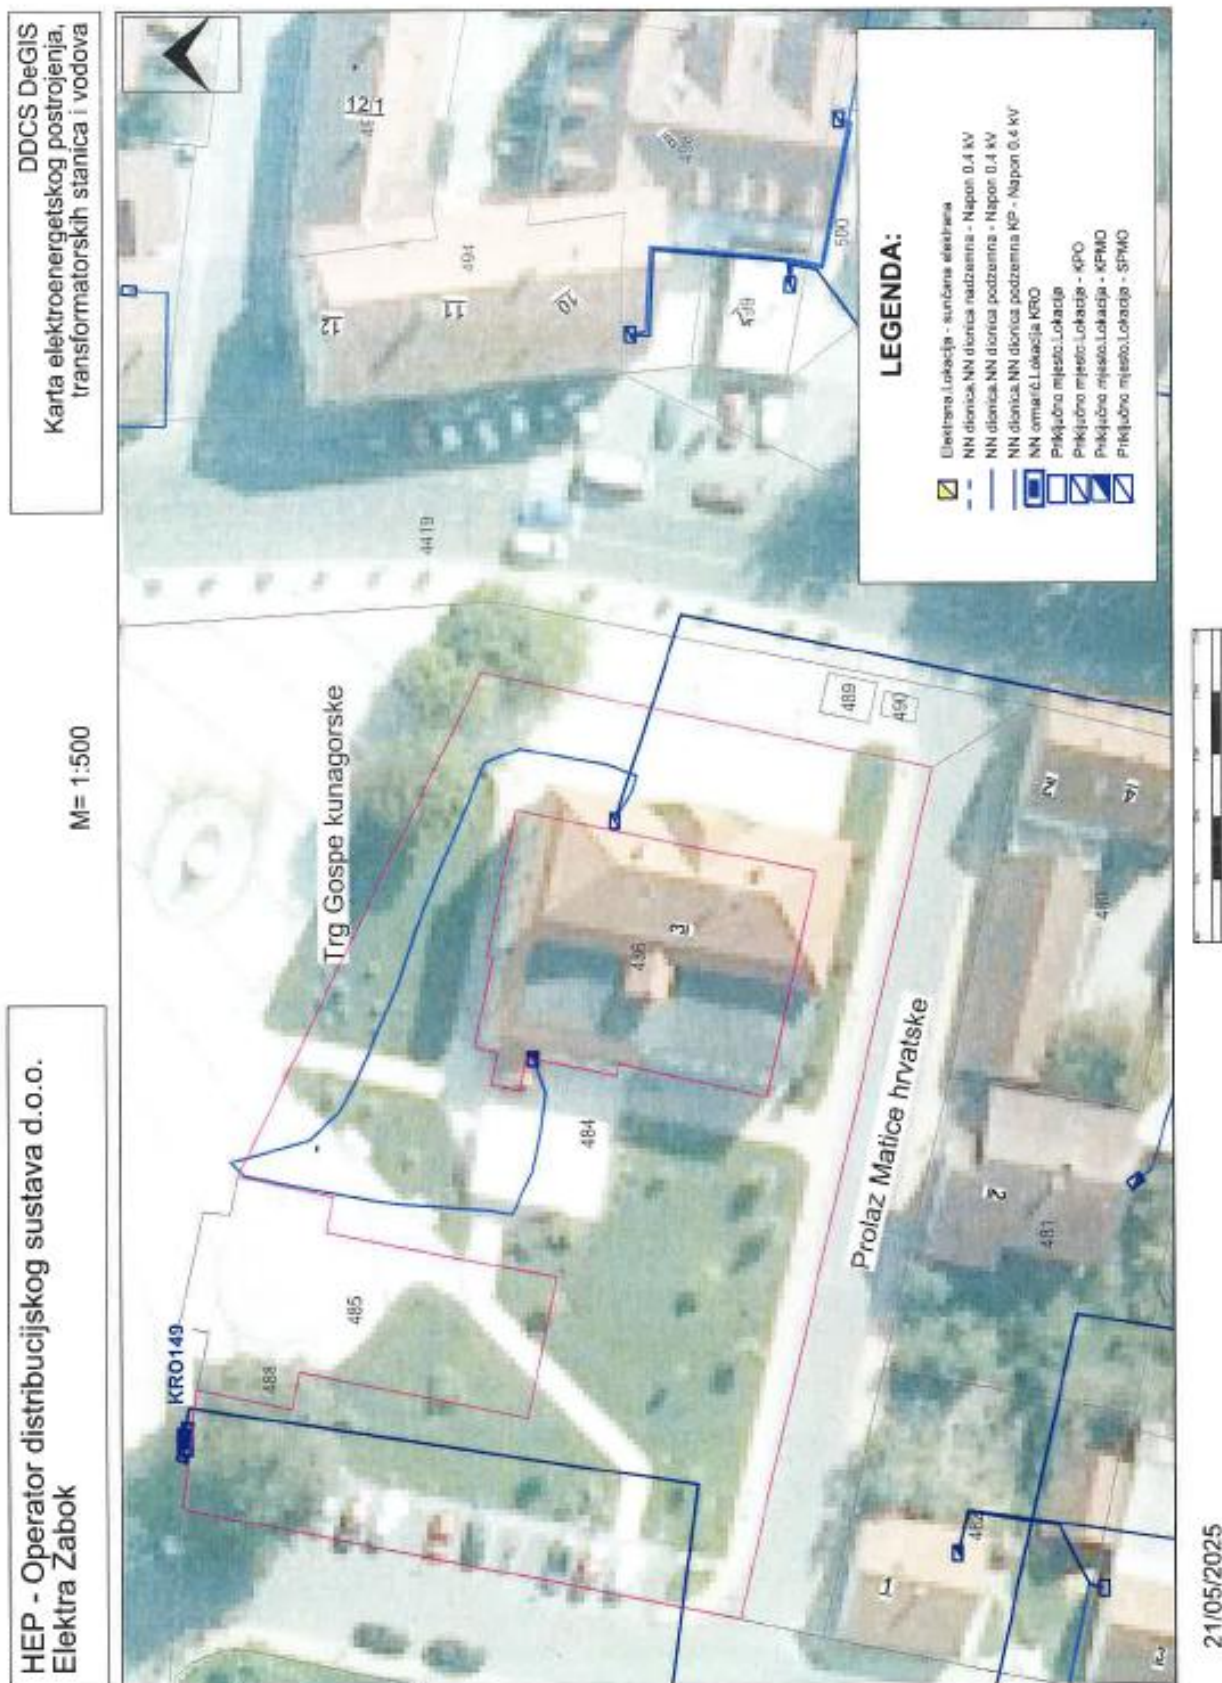 HEP - Operator distribucijskog sustava d.o.o.
Elektra Zabok
M= 1:500
DDCS DeGIS
Karta elektroenergetskog postrojenja,
transformatorskih stanica i vodova
KRO149
488
485
Trg Gospe kunagorske
484
486
3
Prolaz Matice hrvatske
489
490
4419
12/1
12
11
10
494
500
2
481
480
2
4
1
482
LEGENDA:
Elektrana.Lokacija - sunčana elektrana
NN dionica.NN dionica nadzemna - Napon 0.4 kV
NN dionica.NN dionica podzemna - Napon 0.4 kV
NN dionica.NN dionica podzemna KP - Napon 0.4 kV
NN ormarić.Lokacija KRO
Priključno mjesto.Lokacija
Priključno mjesto.Lokacija - KPO
Priključno mjesto.Lokacija - KPMO
Priključno mjesto.Lokacija - SPMO
21/05/2025